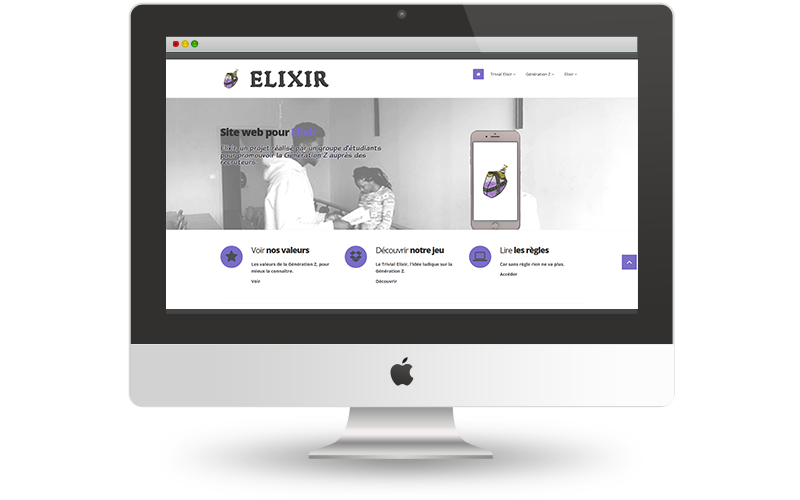 ELIXIR
Trivial Elixir
Génération Z
Elixir
Site web pour Elixir
Elixir, un projet réalisé par un groupe d'étudiants
pour promouvoir la Génération Z auprès des
recruteurs.
Voir nos valeurs
Les valeurs de la Génération Z, pour
mieux la connaître.
Voir
Découvrir notre jeu
Le Trivial Elixir, l'idée ludique sur la
Génération Z.
Découvrir
Lire les règles
Car sans règle rien ne va plus.
Accéder